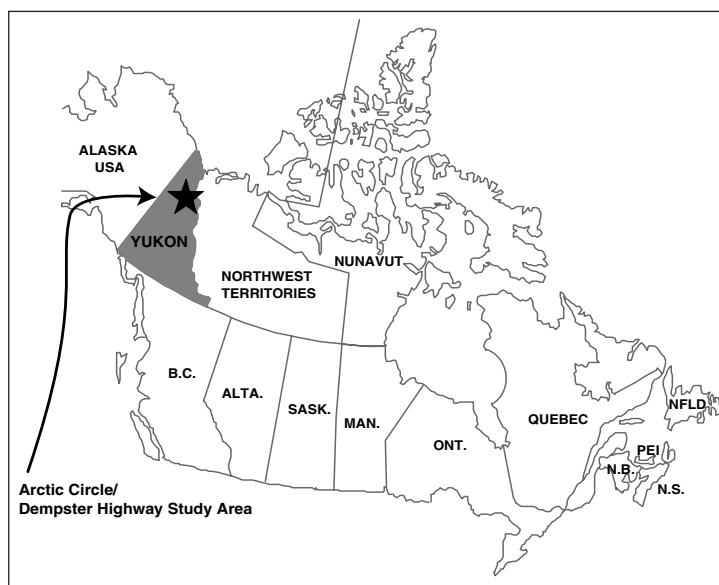 ALASKA
USA
YUKON
NORTHWEST
TERRITORIES
NUNAVUT
B.C.
ALTA.
SASK.
MAN.
ONT.
QUEBEC
NFLD
PEI
N.B.
N.S.
Arctic Circle/
Dempster Highway Study Area